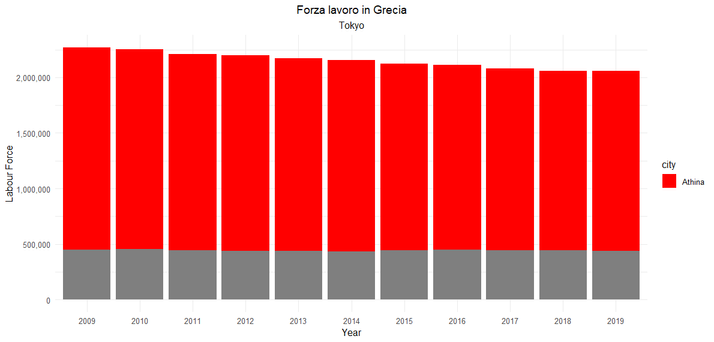 Forza lavoro in Grecia
Tokyo
Labour Force
2,000,000
1,500,000
1,000,000
500,000
0
2009 2010 2011 2012 2013 2014 2015 2016 2017 2018 2019
Year
city
Athina